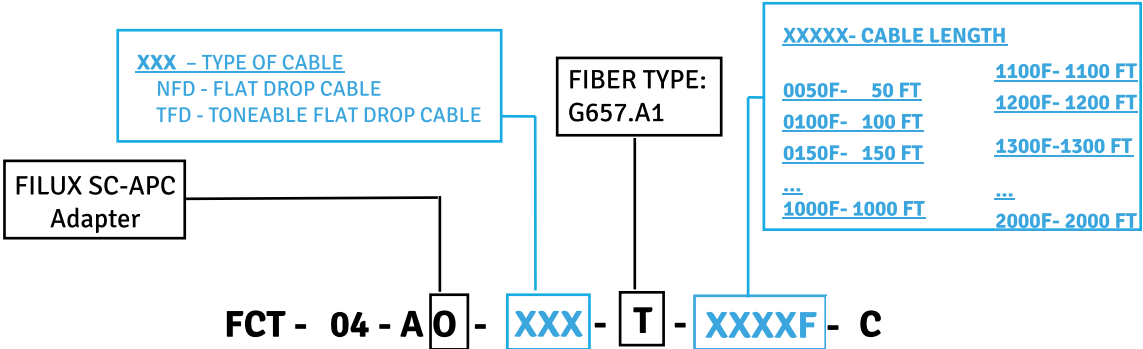 XXX – TYPE OF CABLE
NFD - FLAT DROP CABLE
TFD - TONEABLE FLAT DROP CABLE
FIBER TYPE:
G657.A1
XXXXX- CABLE LENGTH
0050F- 50 FT
0100F- 100 FT
0150F- 150 FT
...
1000F- 1000 FT
1100F- 1100 FT
1200F- 1200 FT
1300F-1300 FT
...
2000F- 2000 FT
FILUX SC-APC
Adapter
FCT - 04 - A O - XXX - T - XXXXF - C